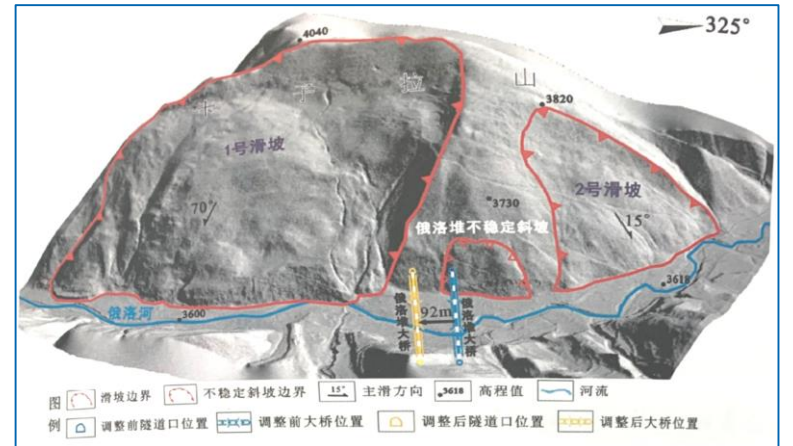 325°
4040
卡子拉山
3820
1号滑坡
2号滑坡
70°
3730
15°
俄洛堆不稳定斜坡
3618
俄洛河
3600
俄洛堆大桥
92m
俄洛堆大桥
图例
滑坡边界
不稳定斜坡边界
15° 主滑方向
3618 高程值
河流
调整前隧道口位置
调整前大桥位置
调整后隧道口位置
调整后大桥位置